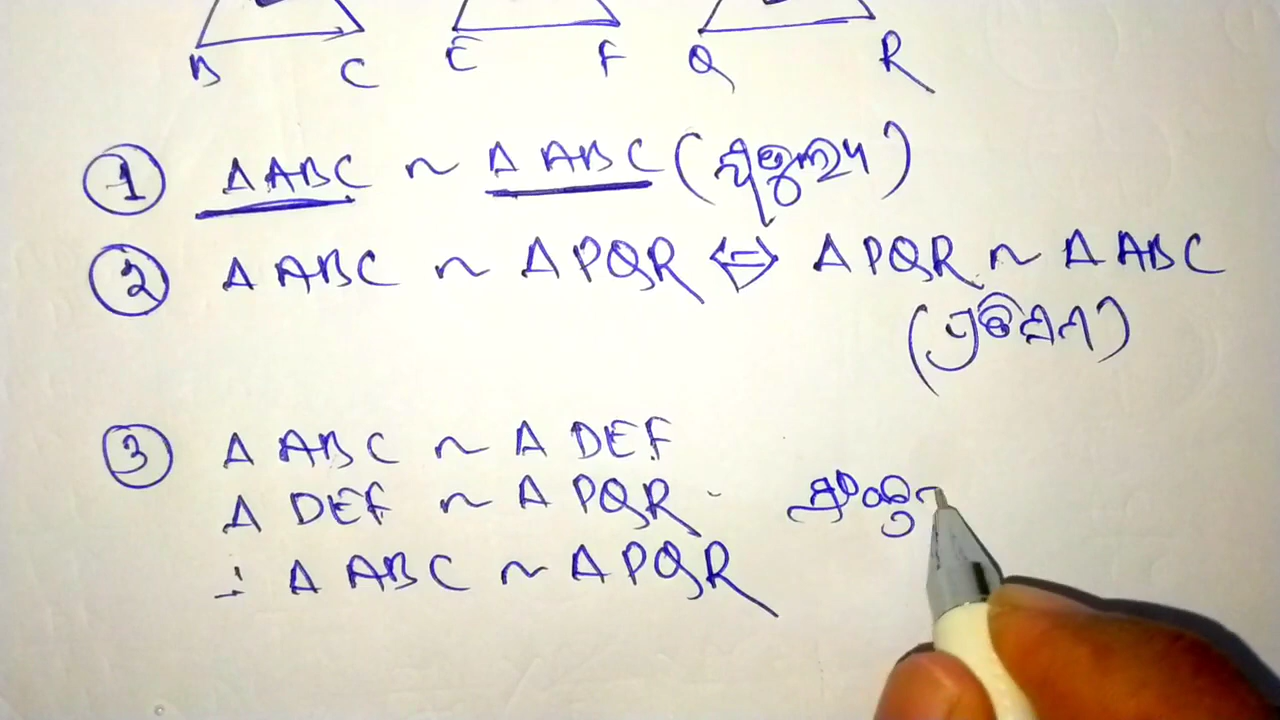 B C E F Q R
① Δ ABC ~ Δ ABC (ସ୍ୱତୁଲ୍ୟ)
② Δ ABC ~ Δ PQR ⇔ Δ PQR ~ Δ ABC
(ପ୍ରତିସମ)
③ Δ ABC ~ Δ DEF
Δ DEF ~ Δ PQR
∴ Δ ABC ~ Δ PQR